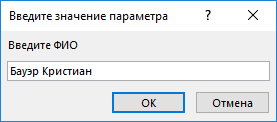 Введите значение параметра ? ×
Введите ФИО
Бауэр Кристиан
ОК Отмена